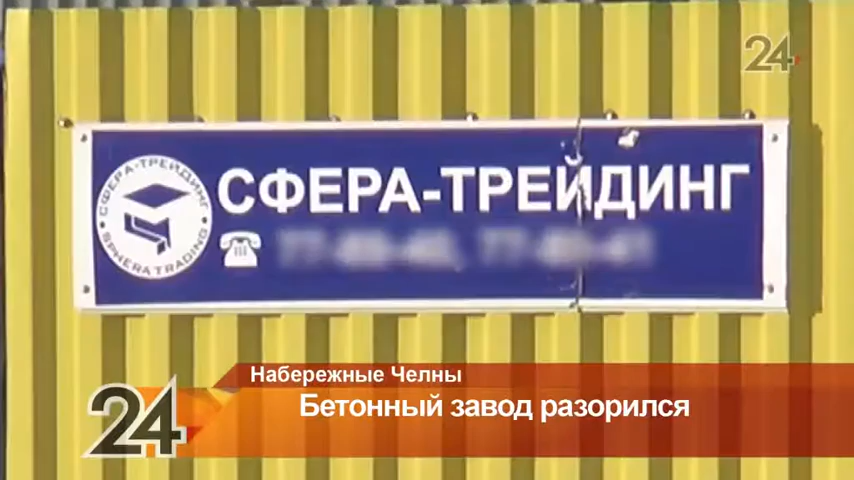 24
СФЕРА-ТРЕЙДИНГ
СФЕРА-ТРЕЙДИНГ
SPHERA TRADING
Набережные Челны
24
Бетонный завод разорился